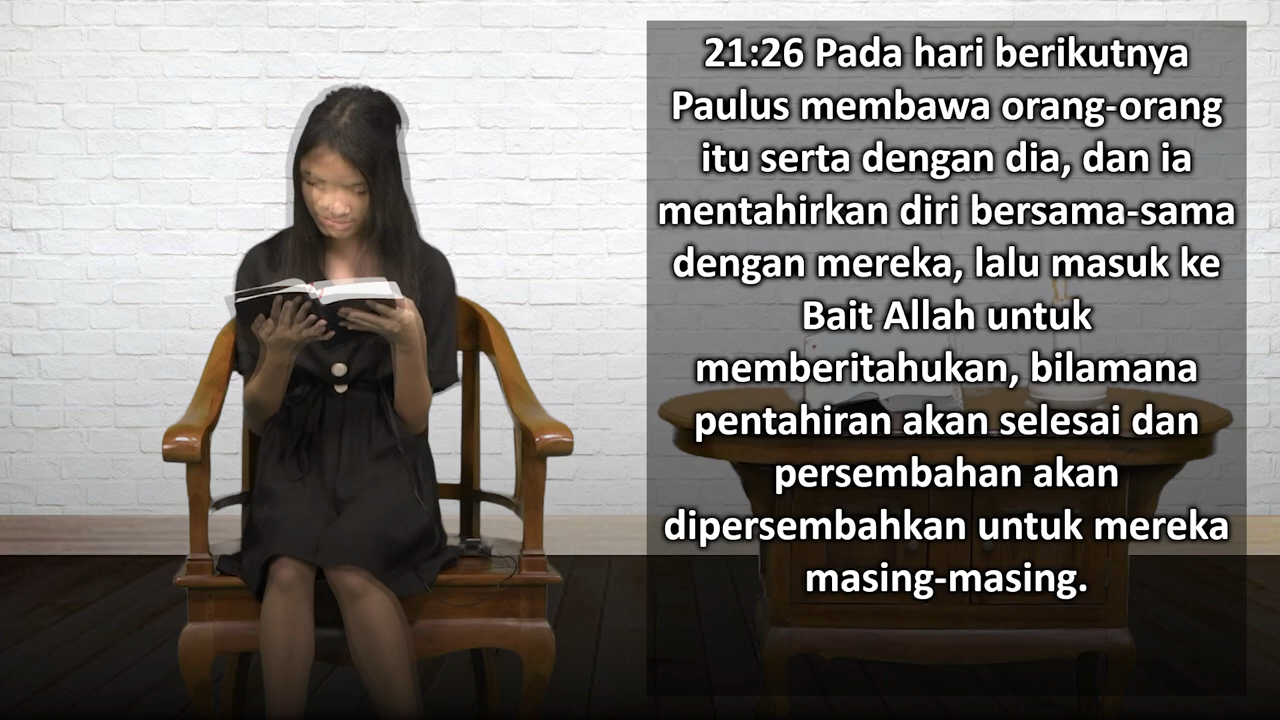 21:26 Pada hari berikutnya
Paulus membawa orang-orang
itu serta dengan dia, dan ia
mentahirkan diri bersama-sama
dengan mereka, lalu masuk ke
Bait Allah untuk
memberitahukan, bilamana
pentahiran akan selesai dan
persembahan akan
dipersembahkan untuk mereka
masing-masing.